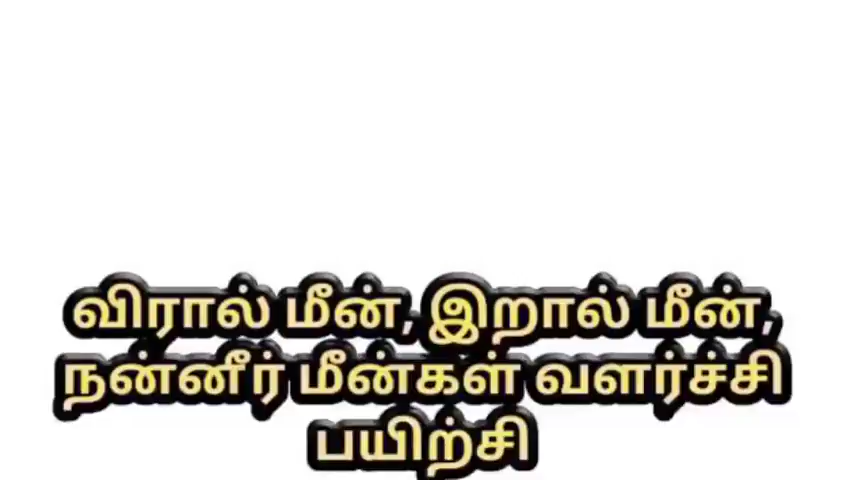 விரால் மீன், இறால் மீன்,
நன்னீர் மீன்கள் வளர்ச்சி
பயிற்சி